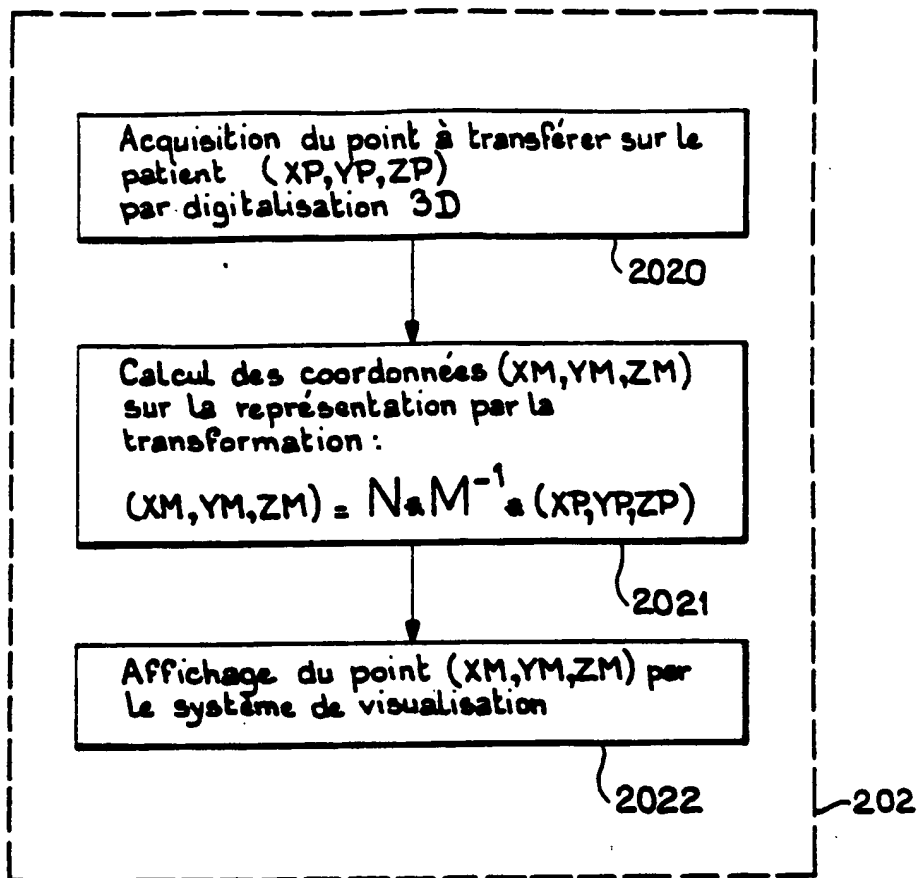 Acquisition du point à transférer sur le
patient (XP,YP,ZP)
par digitalisation 3D
2020
Calcul des coordonnées (XM,YM,ZM)
sur la représentation par la
transformation :
(XM,YM,ZM) = N * M⁻¹ * (XP,YP,ZP)
2021
Affichage du point (XM,YM,ZM) par
le système de visualisation
2022
202